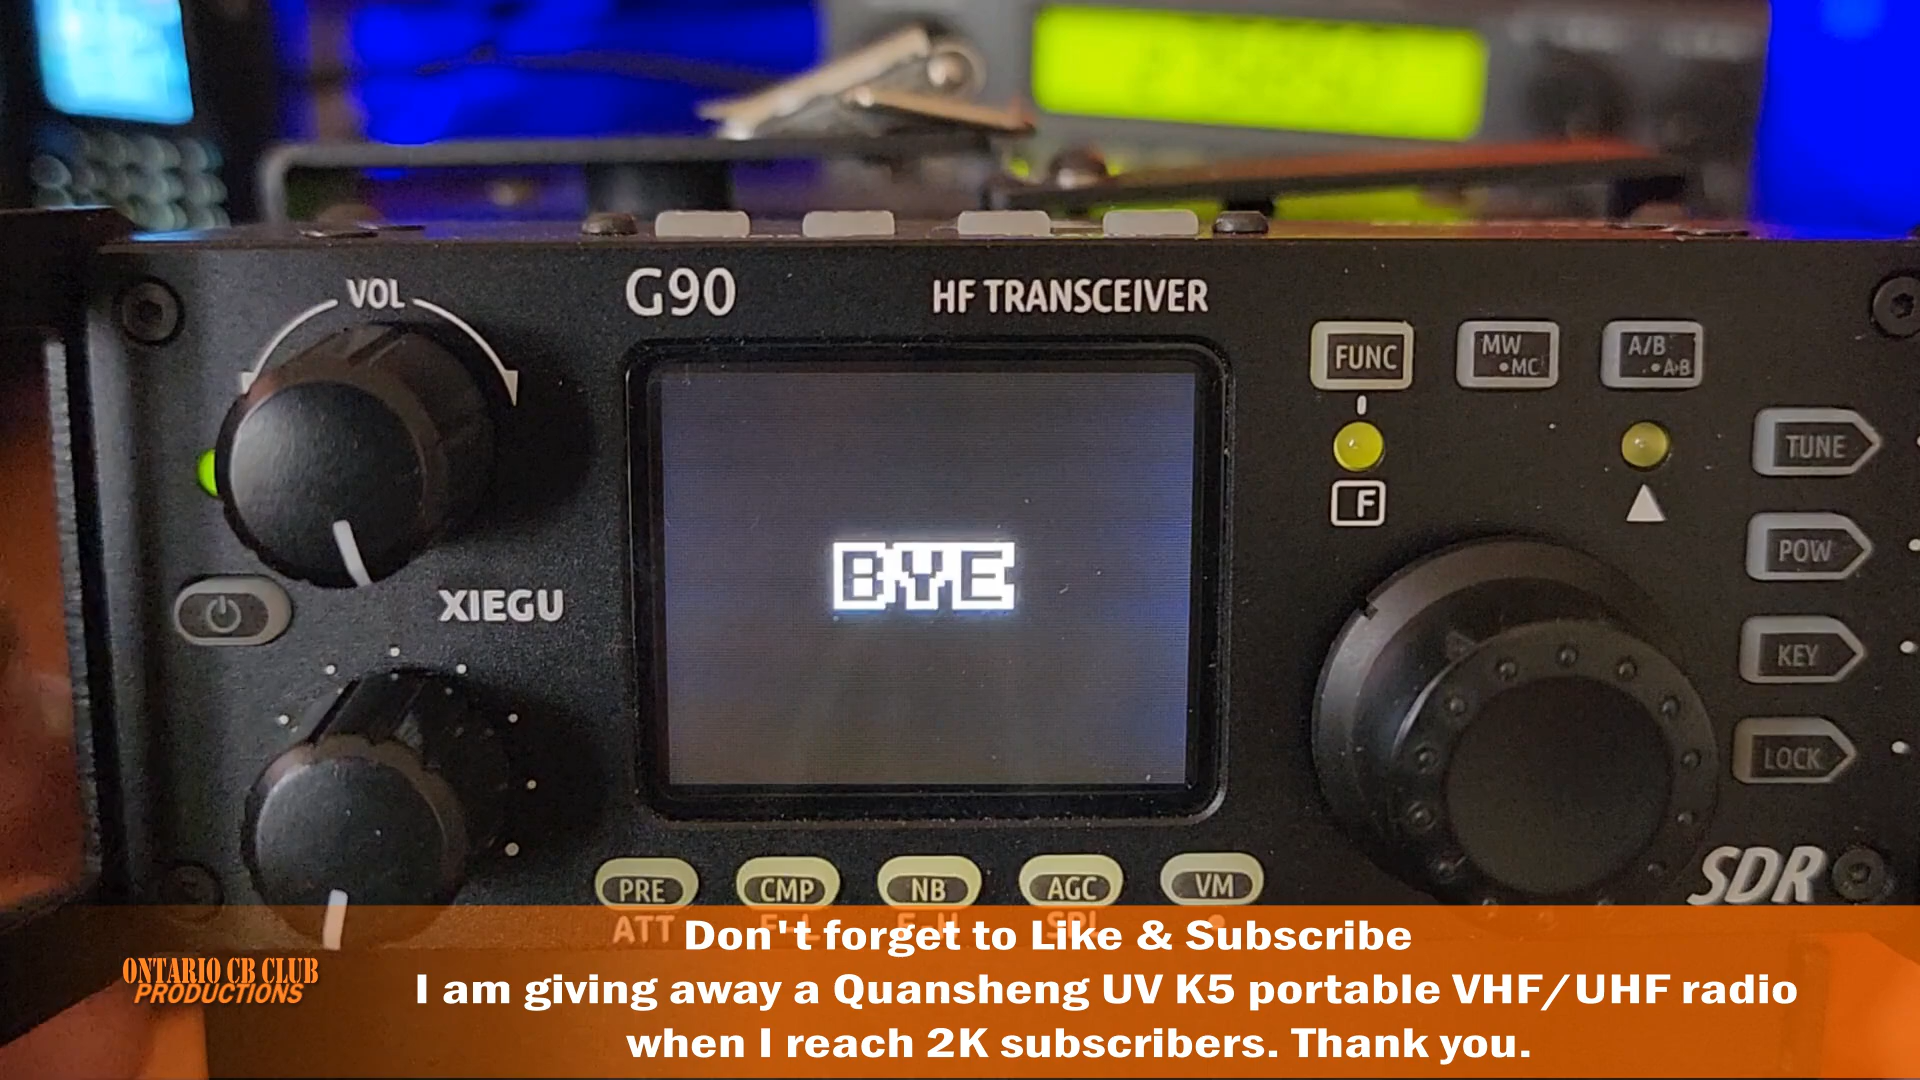 VOL
G90
HF TRANSCEIVER
FUNC
MW
•MC
A/B
•A›B
TUNE
F
POW
BYE
XIEGU
KEY
LOCK
SDR
PRE
CMP
NB
AGC
VM
ATT
Don't forget to Like & Subscribe
I am giving away a Quansheng UV K5 portable VHF/UHF radio
when I reach 2K subscribers. Thank you.
ONTARIO CB CLUB
PRODUCTIONS